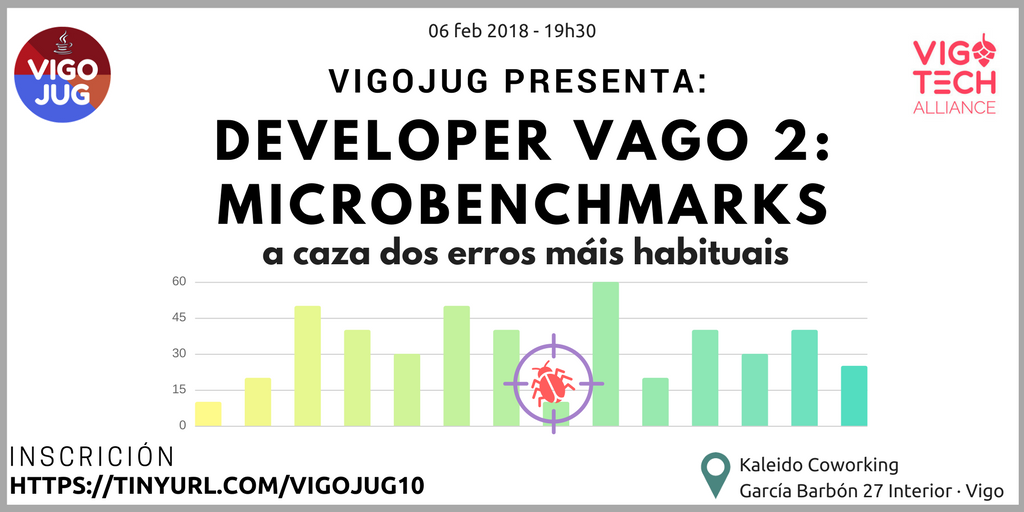 06 feb 2018 - 19h30
VIGO
JUG
VIGOJUG PRESENTA:
VIGO
TECH
ALLIANCE
DEVELOPER VAGO 2:
MICROBENCHMARKS
a caza dos erros máis habituais
60
45
30
15
0
INSCRICIÓN
HTTPS://TINYURL.COM/VIGOJUG10
Kaleido Coworking
García Barbón 27 Interior · Vigo